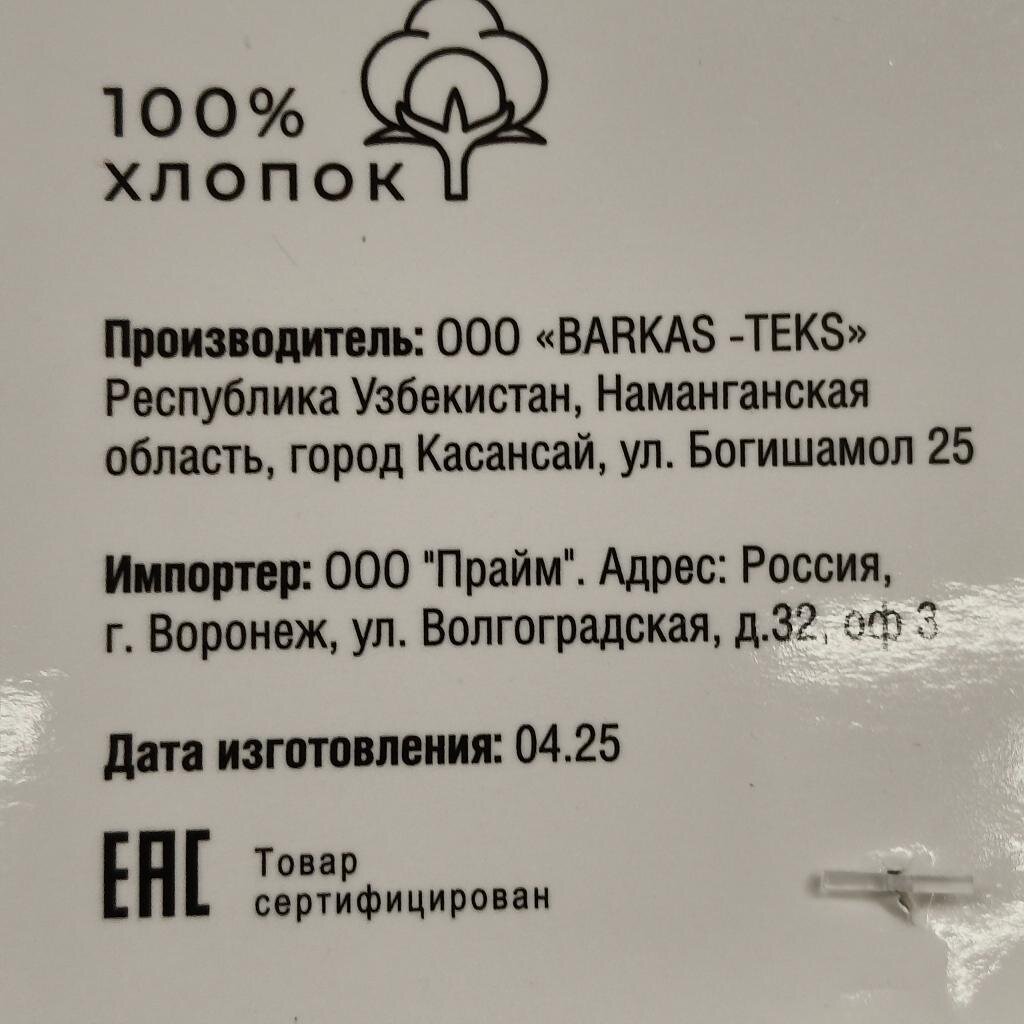 100%
ХЛОПОК
Производитель: ООО «BARKAS -TEKS»
Республика Узбекистан, Наманганская
область, город Касансай, ул. Богишамол 25
Импортер: ООО "Прайм". Адрес: Россия,
г. Воронеж, ул. Волгоградская, д.32, оф 3
Дата изготовления: 04.25
EAC
Товар
сертифицирован